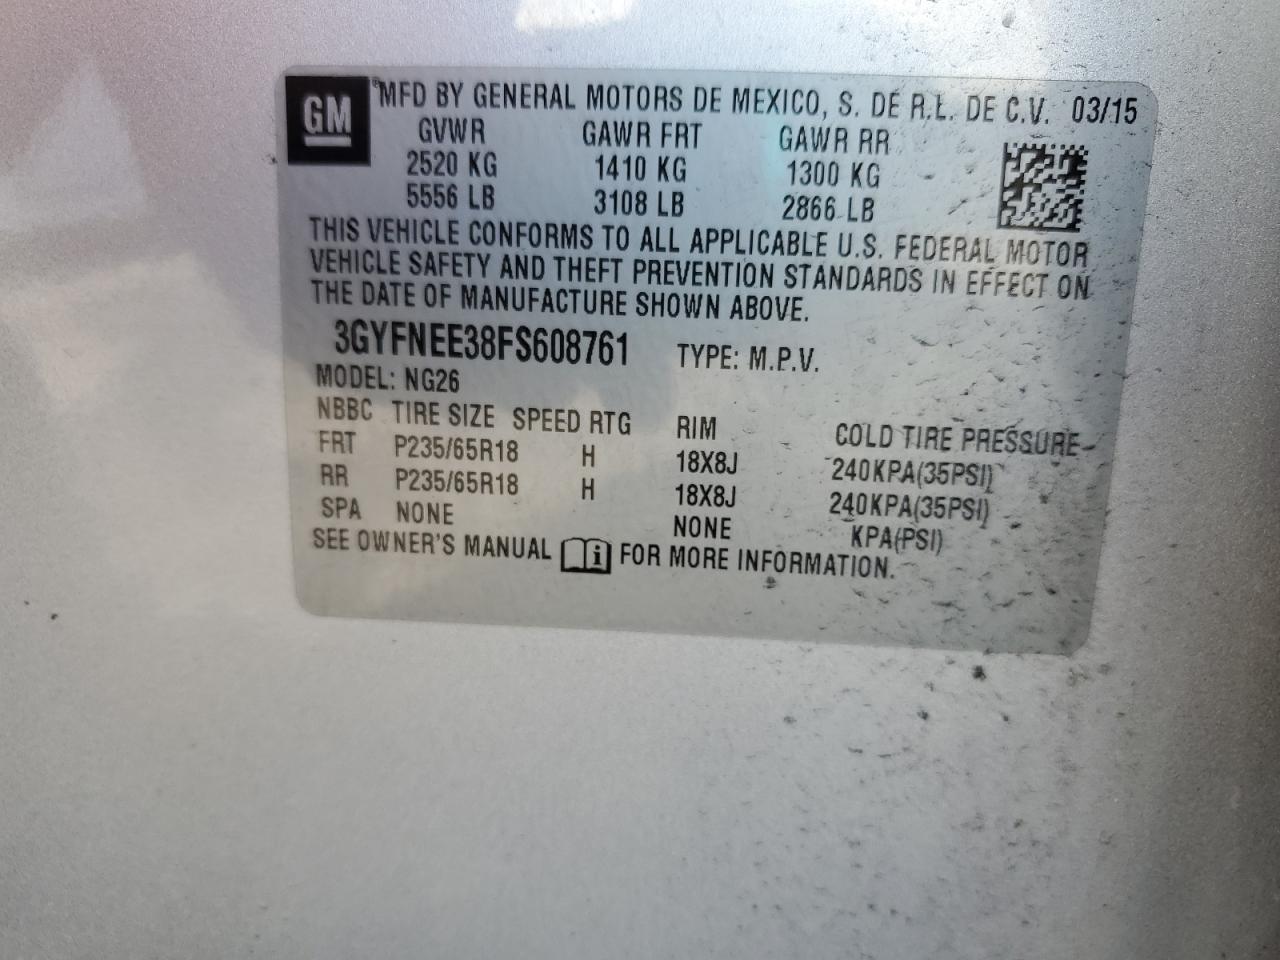 GM ® MFD BY GENERAL MOTORS DE MEXICO, S. DE R.L. DE C.V. 03/15
GVWR GAWR FRT GAWR RR
2520 KG 1410 KG 1300 KG
5556 LB 3108 LB 2866 LB
THIS VEHICLE CONFORMS TO ALL APPLICABLE U.S. FEDERAL MOTOR
VEHICLE SAFETY AND THEFT PREVENTION STANDARDS IN EFFECT ON
THE DATE OF MANUFACTURE SHOWN ABOVE.
3GYFNEE38FS608761 TYPE: M.P.V.
MODEL: NG26
NBBC TIRE SIZE SPEED RTG RIM COLD TIRE PRESSURE
FRT P235/65R18 H 18X8J 240KPA(35PSI)
RR P235/65R18 H 18X8J 240KPA(35PSI)
SPA NONE NONE KPA(PSI)
SEE OWNER'S MANUAL FOR MORE INFORMATION.